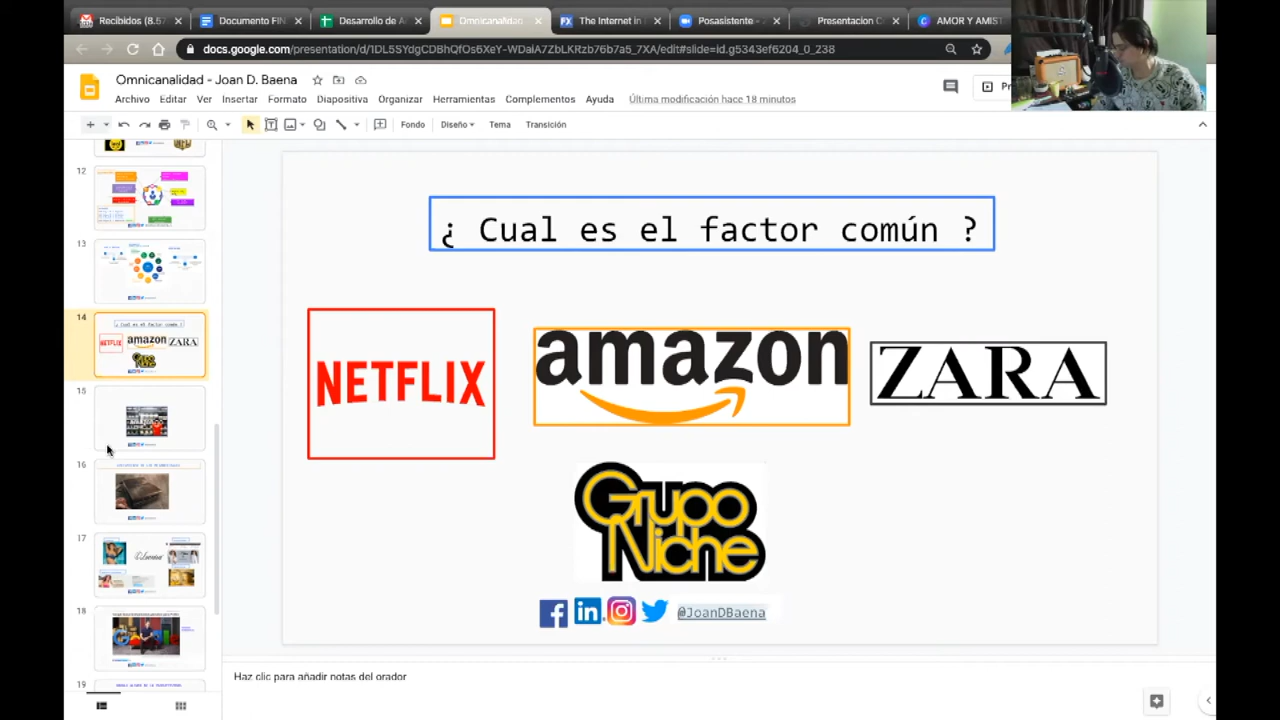 Recibidos (8.57
Documento FIN
Desarrollo de A
Omnicanalidad
The Internet in
Posasistente -
Presentacion C
AMOR Y AMIST
docs.google.com/presentation/d/1DL5SYdgCDBhQfOs6XeY-WDaIA7ZbLKRzb76b7a5_7XA/edit#slide=id.g5343ef6204_0_238
Omnicanalidad - Joan D. Baena
Archivo Editar Ver Insertar Formato Diapositiva Organizar Herramientas Complementos Ayuda Última modificación hace 18 minutos
Fondo Diseño Tema Transición
12
13
14
15
16
17
18
19
¿ Cual es el factor común ?
NETFLIX
amazon
ZARA
Grupo
Niche
@JoanDBaena
Haz clic para añadir notas del orador